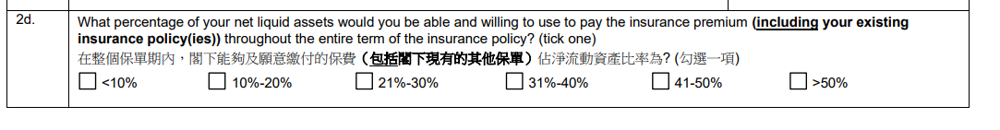 2d.
What percentage of your net liquid assets would you be able and willing to use to pay the insurance premium (including your existing
insurance policy(ies)) throughout the entire term of the insurance policy? (tick one)
在整個保單期內，閣下能夠及願意繳付的保費（包括閣下現有的其他保單）佔淨流動資產比率為? (勾選一項)
<10% 10%-20% 21%-30% 31%-40% 41-50% >50%